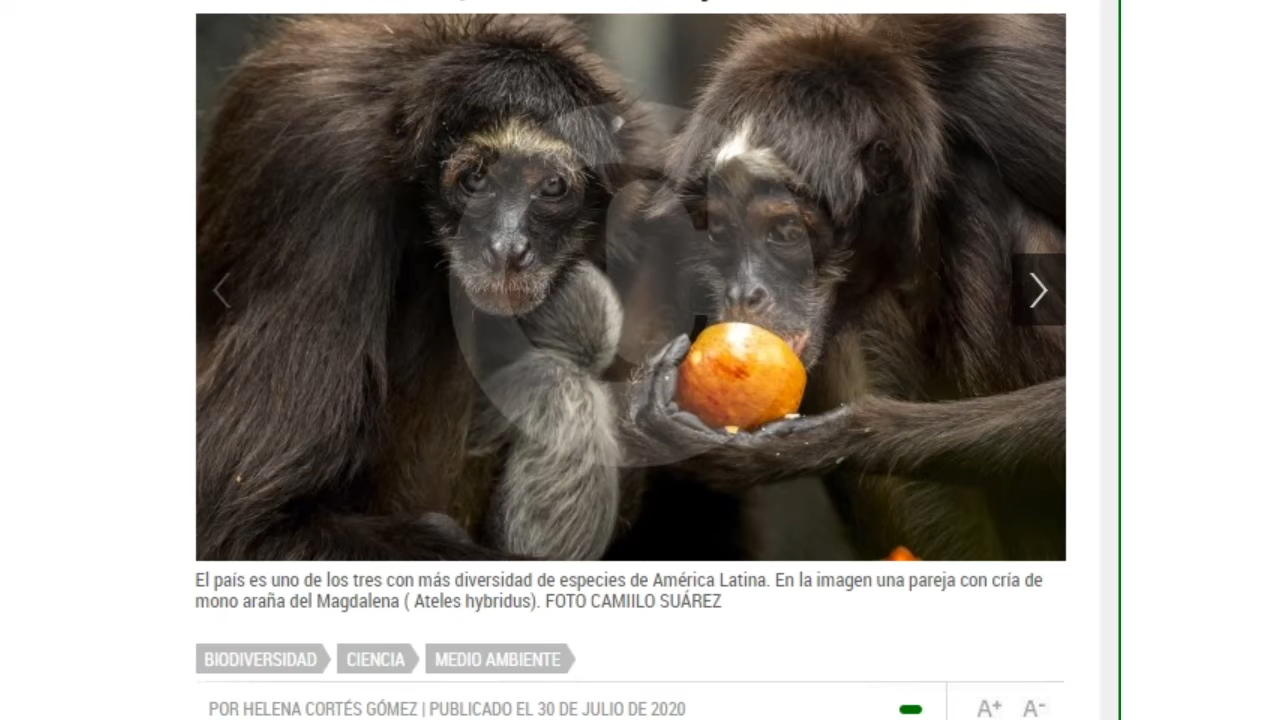 El país es uno de los tres con más diversidad de especies de América Latina. En la imagen una pareja con cría de
mono araña del Magdalena ( Ateles hybridus). FOTO CAMIILO SUÁREZ
BIODIVERSIDAD CIENCIA MEDIO AMBIENTE
POR HELENA CORTÉS GÓMEZ | PUBLICADO EL 30 DE JULIO DE 2020 A+ A-